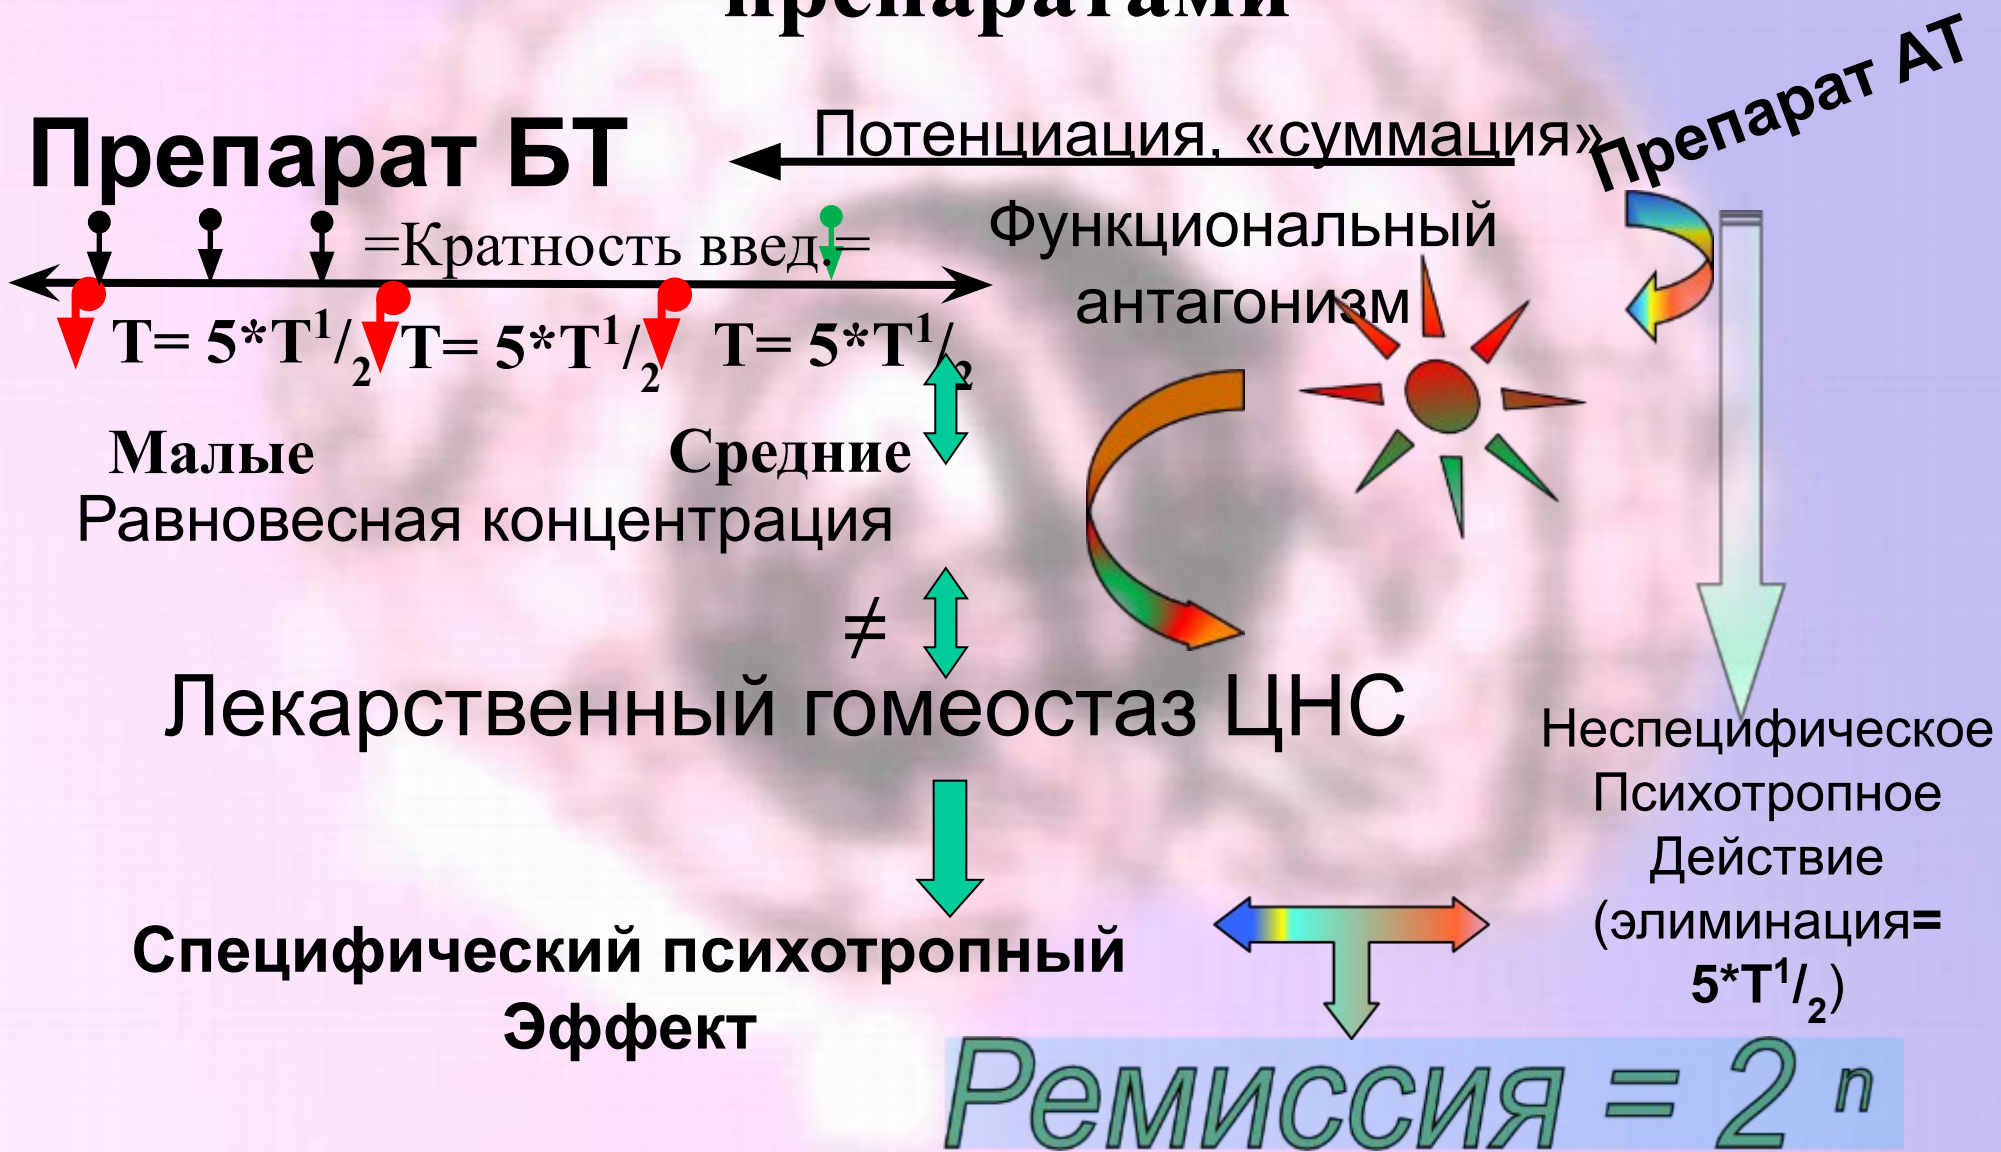 препаратами
Препарат АТ
Препарат БТ
Потенциация, «суммация»
=Кратность введ.=
Функциональный
антагонизм
T= 5*T¹/₂ T= 5*T¹/₂ T= 5*T¹/₂
Малые Средние
Равновесная концентрация
≠
Лекарственный гомеостаз ЦНС
Неспецифическое
Психотропное
Действие
(элиминация=
5*T¹/₂)
Специфический психотропный
Эффект
Ремиссия = 2 ⁿ